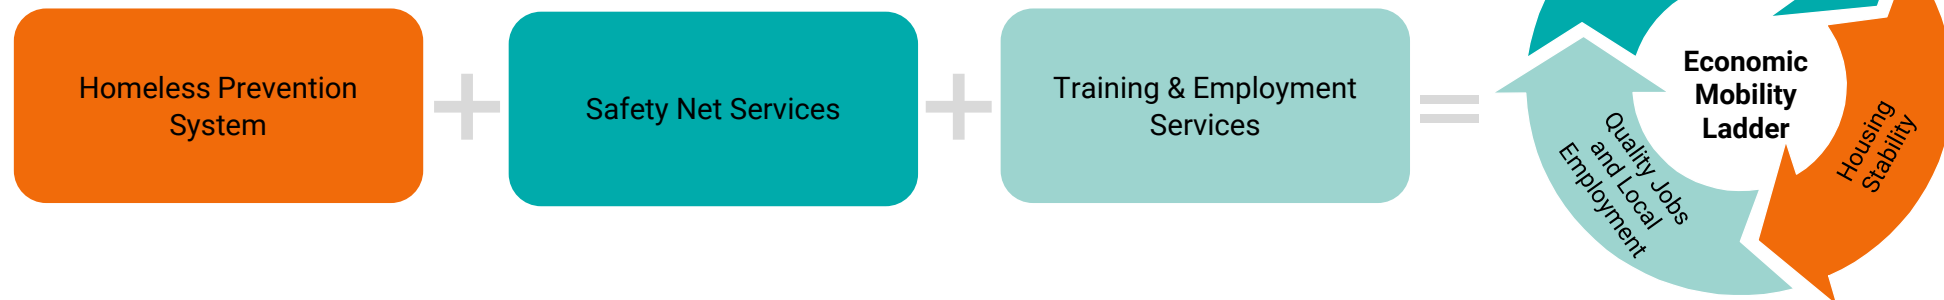 Homeless Prevention
System
Safety Net Services
Training & Employment
Services
Economic
Mobility
Ladder
Quality Jobs
and Local
Employment
Housing
Stability